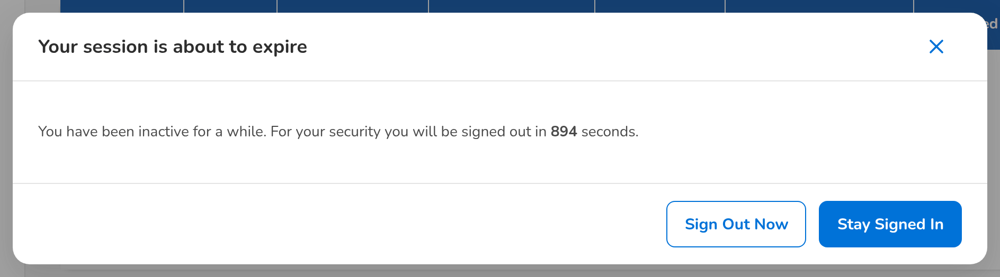 Your session is about to expire
You have been inactive for a while. For your security you will be signed out in 894 seconds.
Sign Out Now
Stay Signed In